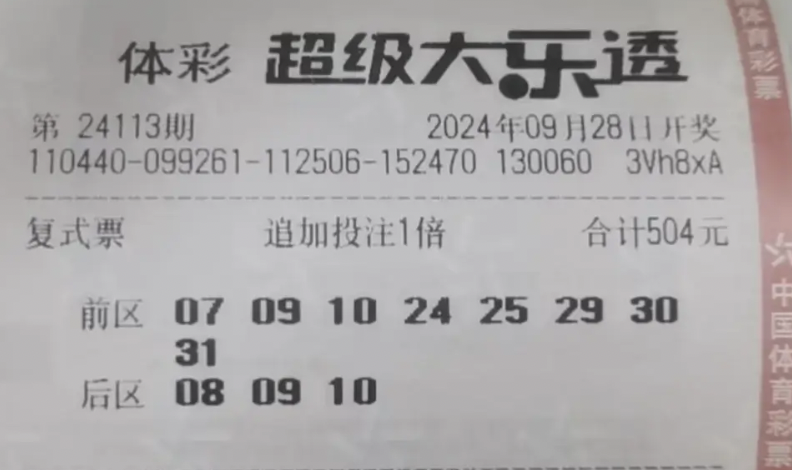 体彩 超级大乐透
第 24113期 2024年09月28日开奖
110440-099261-112506-152470 130060 3Vh8xA
复式票 追加投注1倍 合计504元
前区 07 09 10 24 25 29 30
31
后区 08 09 10
体育彩票
中国体育彩票